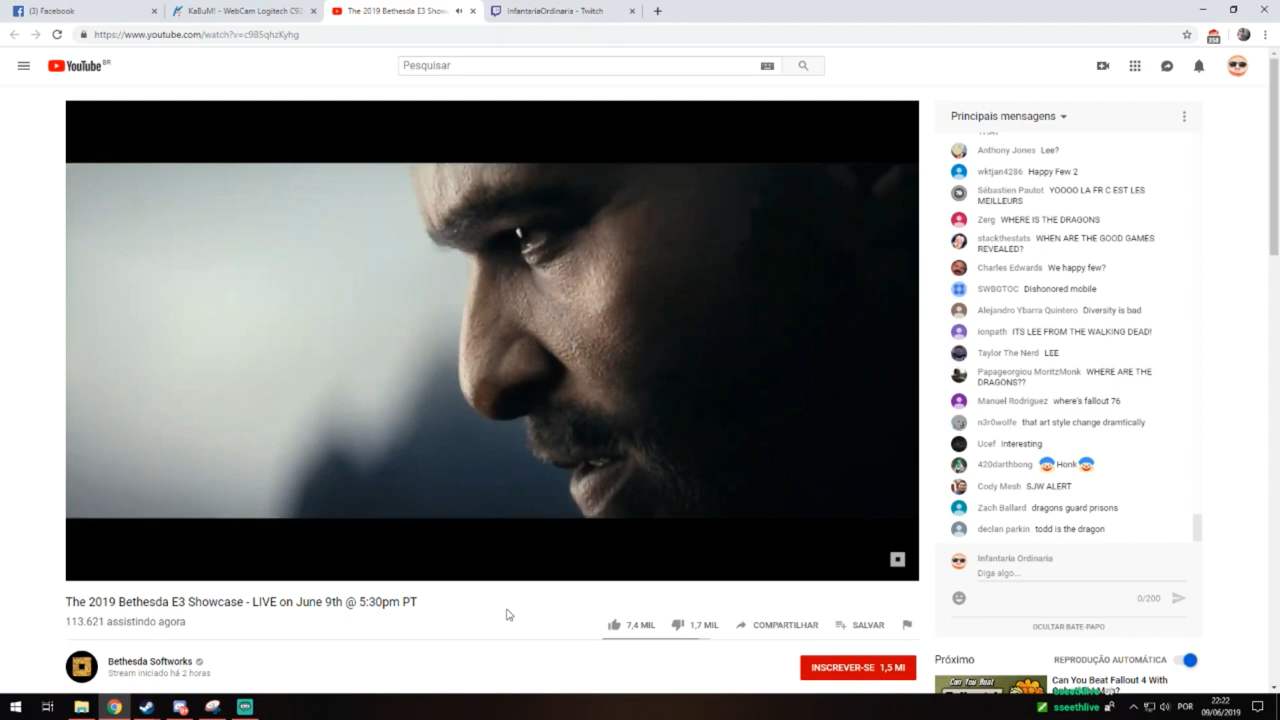 (3) Facebook
KaBuM! - WebCam Logitech C92
The 2019 Bethesda E3 Show
InfantariaOrdinaria - Twitch
https://www.youtube.com/watch?v=c985qhzKyhg
358
YouTube BR
Pesquisar
Principais mensagens
THAT
Anthony Jones Lee?
wktjan4286 Happy Few 2
Sébastien Pautot YOOOO LA FR C EST LES
MEILLEURS
Zerg WHERE IS THE DRAGONS
stackthestats WHEN ARE THE GOOD GAMES
REVEALED?
Charles Edwards We happy few?
SWBGTOC Dishonored mobile
Alejandro Ybarra Quintero Diversity is bad
ionpath ITS LEE FROM THE WALKING DEAD!
Taylor The Nerd LEE
Papageorgiou MoritzMonk WHERE ARE THE
DRAGONS??
Manuel Rodriguez where's fallout 76
n3r0wolfe that art style change dramtically
Ucef Interesting
420darthbong Honk
Cody Mesh SJW ALERT
Zach Ballard dragons guard prisons
declan parkin todd is the dragon
Infantaria Ordinaria
Diga algo...
0/200
OCULTAR BATE-PAPO
The 2019 Bethesda E3 Showcase - LIVE on June 9th @ 5:30pm PT
113.621 assistindo agora
7,4 MIL
1,7 MIL
COMPARTILHAR
SALVAR
Bethesda Softworks
Stream iniciado há 2 horas
INSCREVER-SE 1,5 MI
Próximo
REPRODUÇÃO AUTOMÁTICA
Can You Beat
Can You Beat Fallout 4 With
sseethlive
POR
22:22
09/06/2019